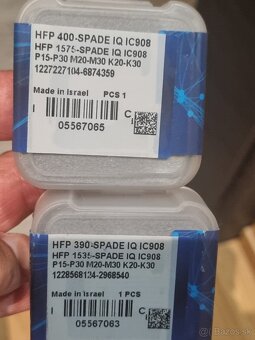 HFP 400-SPADE IQ IC908
HFP 1575-SPADE IQ IC908
P15-P30 M20-M30 K20-K30
1227227104-6874359
Made in Israel PCS 1
I C
05567065
HFP 390-SPADE IQ IC908
HFP 1535-SPADE IQ IC908
P15-P30 M20-M30 K20-K30
1228568134-2968540
Made in Israel 1 PCS
I C
05567063
bazos.sk